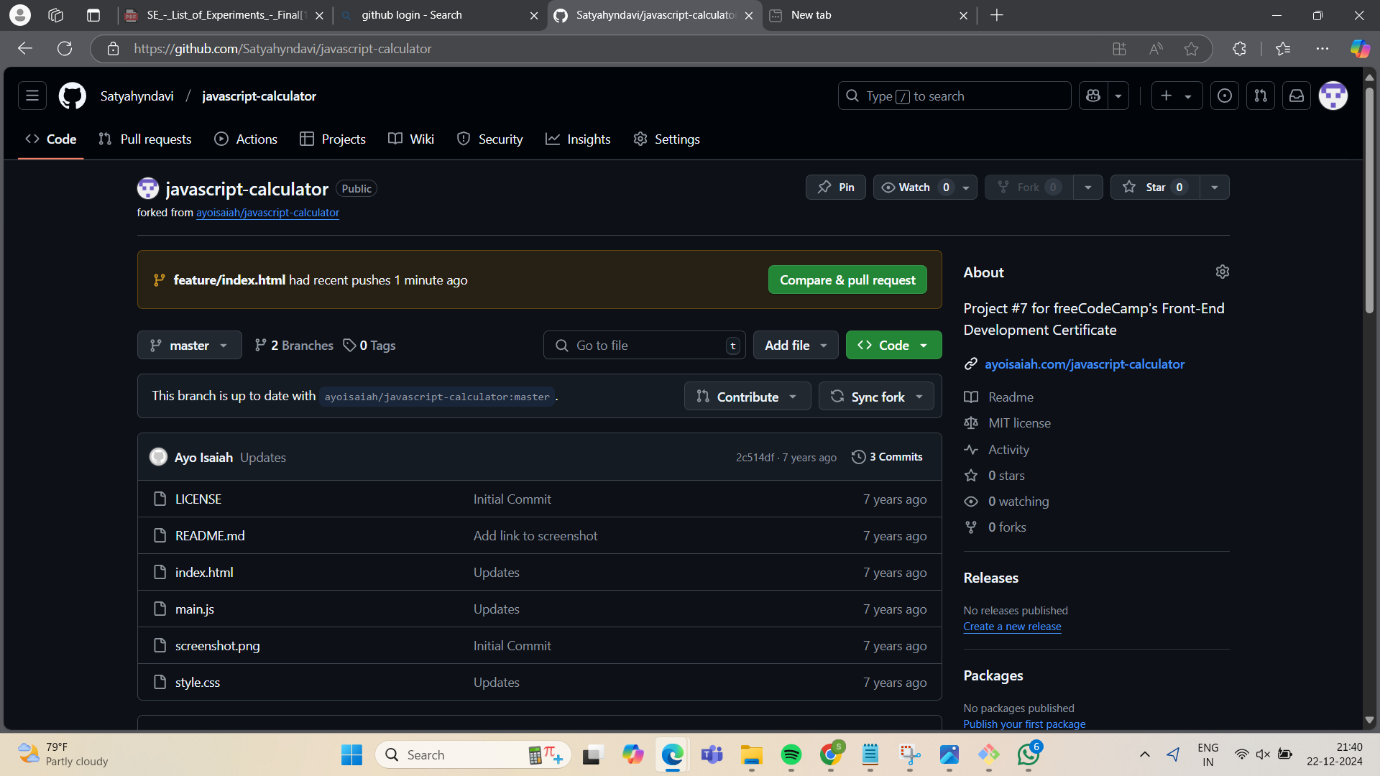 SE_-_List_of_Experiments_-_Final[1
github login - Search
Satyahyndavi/javascript-calculato
New tab
https://github.com/Satyahyndavi/javascript-calculator
Satyahyndavi / javascript-calculator
Type / to search
Code
Pull requests
Actions
Projects
Wiki
Security
Insights
Settings
javascript-calculator
Public
Pin
Watch 0
Fork 0
Star 0
forked from ayoisaiah/javascript-calculator
feature/index.html had recent pushes 1 minute ago
Compare & pull request
master
2 Branches
0 Tags
Go to file
t
Add file
Code
This branch is up to date with ayoisaiah/javascript-calculator:master .
Contribute
Sync fork
Ayo Isaiah Updates
2c514df · 7 years ago
3 Commits
LICENSE Initial Commit 7 years ago
README.md Add link to screenshot 7 years ago
index.html Updates 7 years ago
main.js Updates 7 years ago
screenshot.png Initial Commit 7 years ago
style.css Updates 7 years ago
About
Project #7 for freeCodeCamp's Front-End
Development Certificate
ayoisaiah.com/javascript-calculator
Readme
MIT license
Activity
0 stars
0 watching
0 forks
Releases
No releases published
Create a new release
Packages
No packages published
Publish your first package
79°F
Partly cloudy
Search
S
6
ENG
IN
21:40
22-12-2024